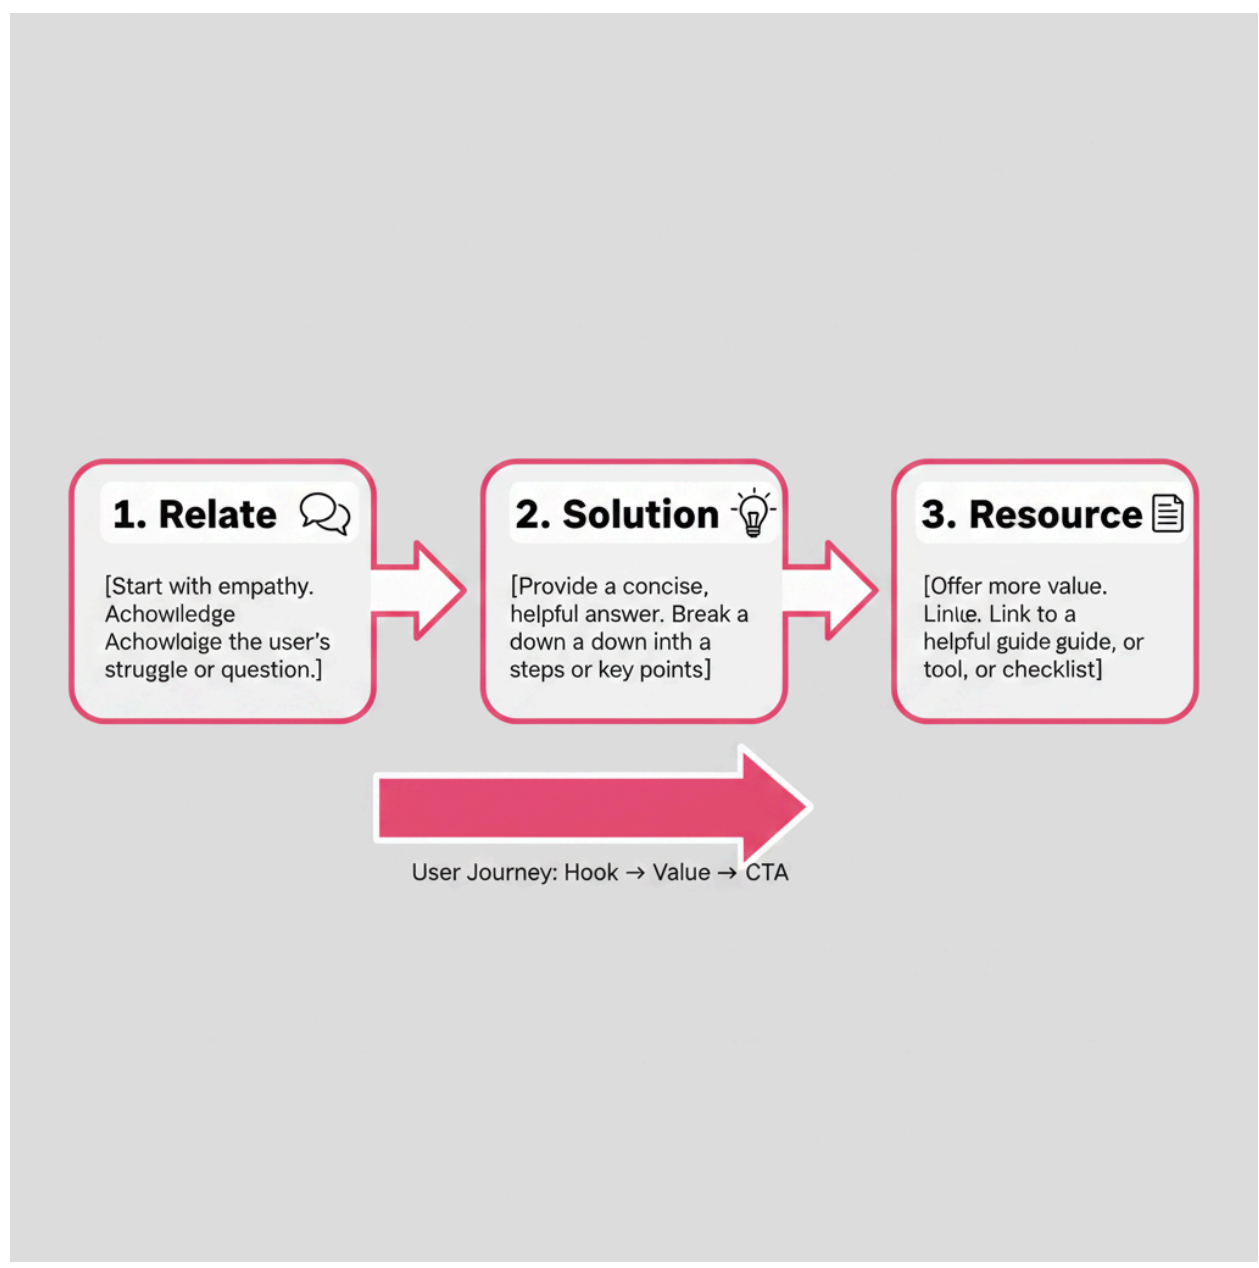 1. Relate
[Start with empathy.
Achowlledge
Achowloige the user's
struggle or question.]
2. Solution
[Provide a concise,
helpful answer. Break a
down a down inth a
steps or key points]
3. Resource
[Offer more value.
Link to a
helpful guide guide, or
tool, or checklist]
User Journey: Hook → Value → CTA